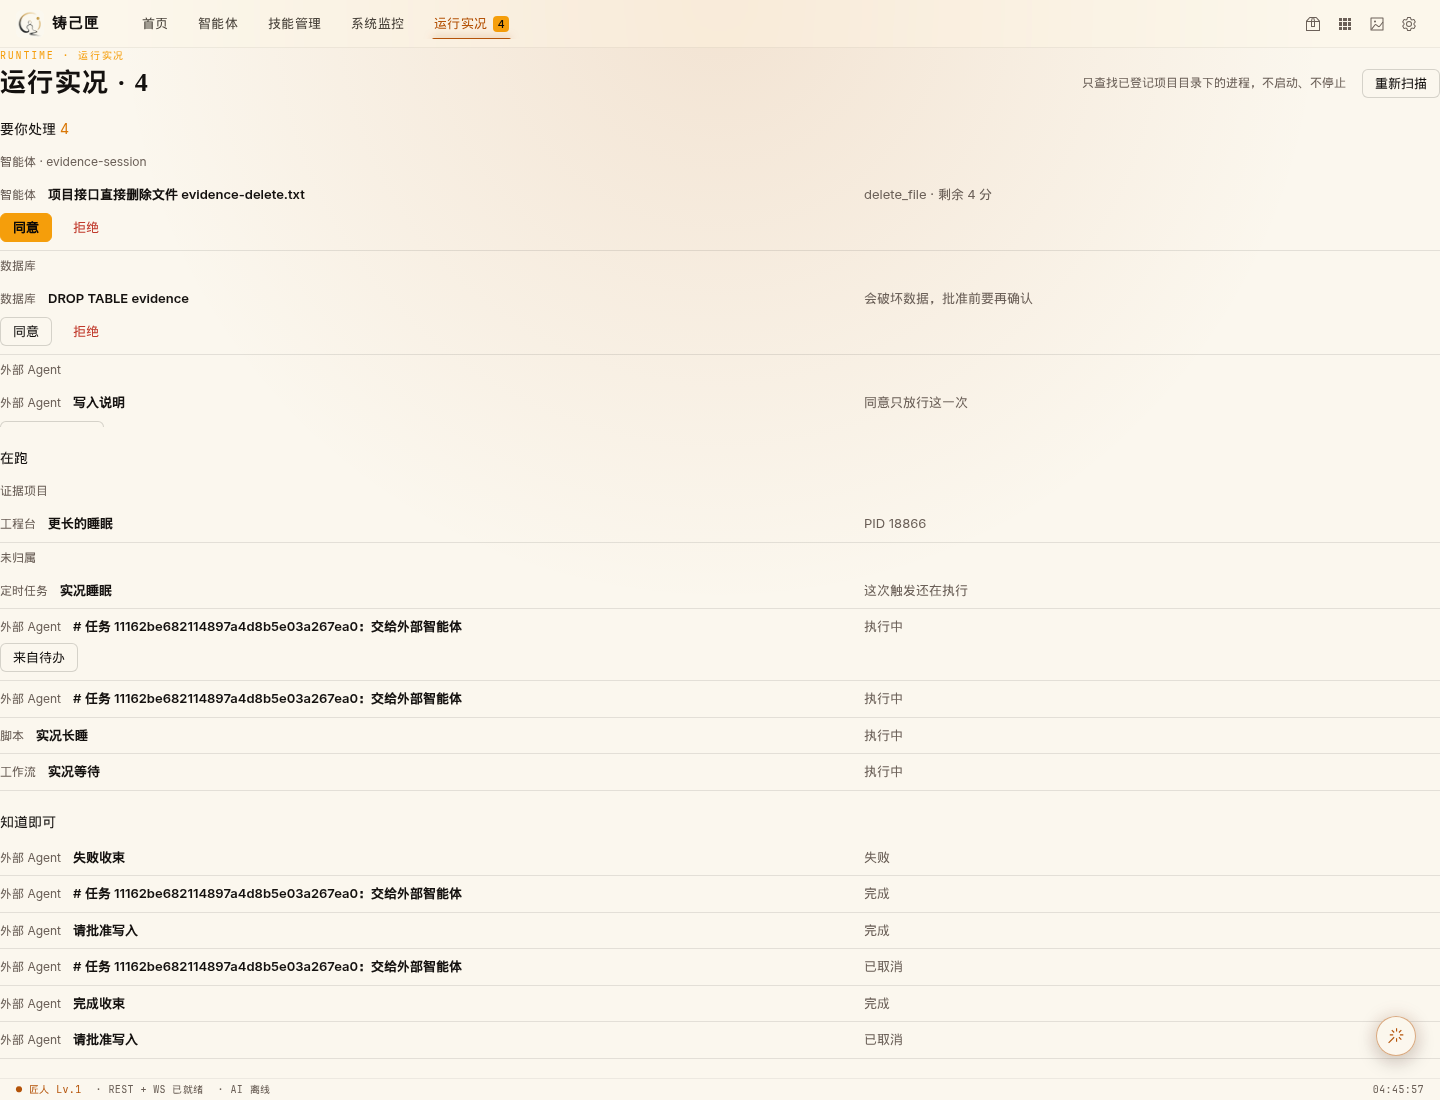 铸己匣 首页 智能体 技能管理 系统监控 运行实况 4
RUNTIME · 运行实况
运行实况 · 4
只查找已登记项目目录下的进程，不启动、不停止 重新扫描
要你处理 4
智能体 · evidence-session
智能体 项目接口直接删除文件 evidence-delete.txt delete_file · 剩余 4 分
同意 拒绝
数据库
数据库 DROP TABLE evidence 会破坏数据，批准前要再确认
同意 拒绝
外部 Agent
外部 Agent 写入说明 同意只放行这一次
在跑
证据项目
工程台 更长的睡眠 PID 18866
未归属
定时任务 实况睡眠 这次触发还在执行
外部 Agent # 任务 11162be682114897a4d8b5e03a267ea0：交给外部智能体 执行中
来自待办
外部 Agent # 任务 11162be682114897a4d8b5e03a267ea0：交给外部智能体 执行中
脚本 实况长睡 执行中
工作流 实况等待 执行中
知道即可
外部 Agent 失败收束 失败
外部 Agent # 任务 11162be682114897a4d8b5e03a267ea0：交给外部智能体 完成
外部 Agent 请批准写入 完成
外部 Agent # 任务 11162be682114897a4d8b5e03a267ea0：交给外部智能体 已取消
外部 Agent 完成收束 完成
外部 Agent 请批准写入 已取消
匠人 Lv.1 · REST + WS 已就绪 · AI 离线 04:45:57